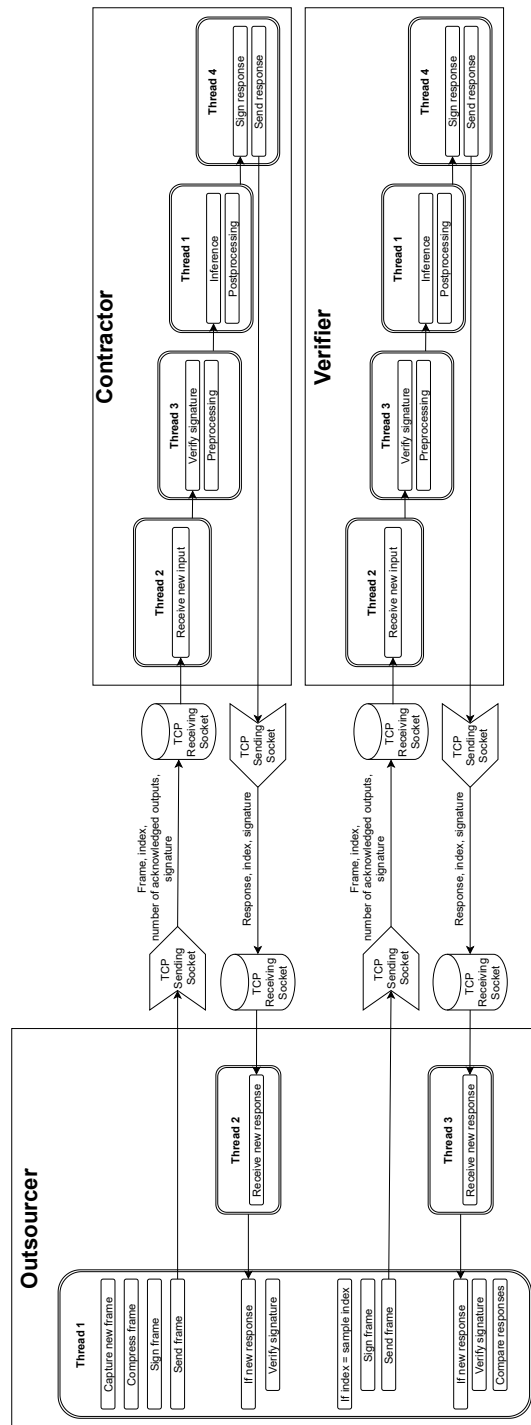 Outsourcer
Thread 1
Capture new frame
Compress frame
Sign frame
Send frame
If new response
Verify signature
If index = sample index
Sign frame
Send frame
If new response
Verify signature
Compare responses
Thread 2
Receive new response
Thread 3
Receive new response
TCP
Sending
Socket
Frame, index,
number of acknowledged outputs,
signature
TCP
Receiving
Socket
TCP
Receiving
Socket
Response, index, signature
TCP
Sending
Socket
TCP
Sending
Socket
Frame, index,
number of acknowledged outputs,
signature
TCP
Receiving
Socket
TCP
Receiving
Socket
Response, index, signature
TCP
Sending
Socket
Contractor
Thread 2
Receive new input
Thread 3
Verify signature
Preprocessing
Thread 1
Inference
Postprocessing
Thread 4
Sign response
Send response
Verifier
Thread 2
Receive new input
Thread 3
Verify signature
Preprocessing
Thread 1
Inference
Postprocessing
Thread 4
Sign response
Send response